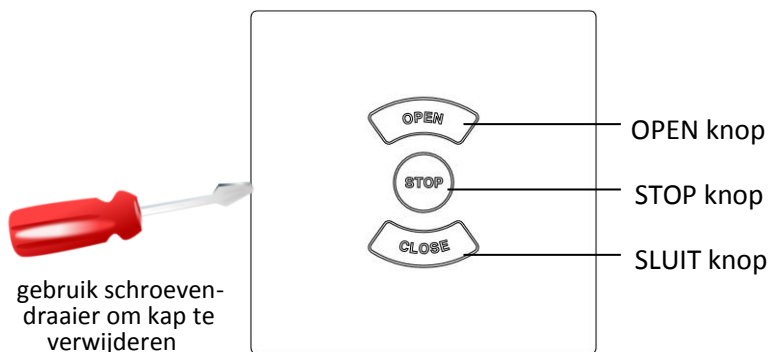 OPEN
OPEN knop
STOP
STOP knop
CLOSE
SLUIT knop
gebruik schroeven-
draaier om kap te
verwijderen